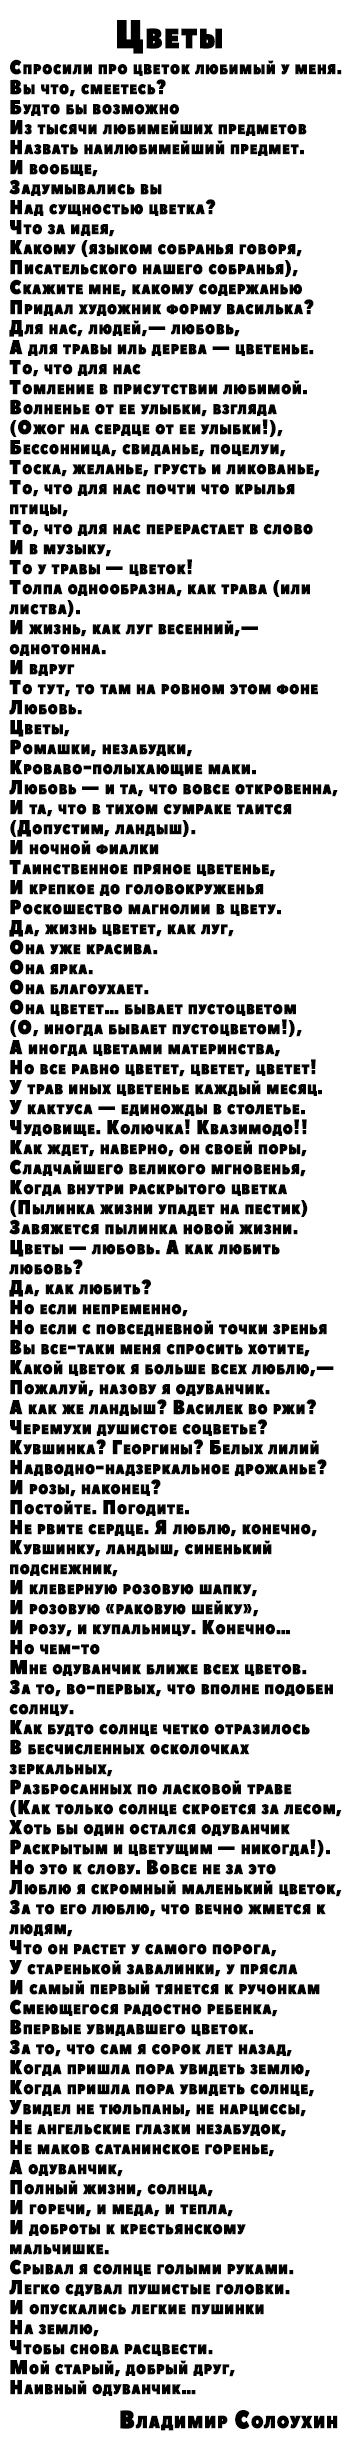 Цветы
Спросили про цветок любимый у меня.
Вы что, смеетесь?
Будто бы возможно
Из тысячи любимейших предметов
Назвать наилюбимейший предмет.
И вообще,
Задумывались вы
Над сущностью цветка?
Что за идея,
Какому (языком собранья говоря,
Писательского нашего собранья),
Скажите мне, какому содержанью
Придал художник форму василька?
Для нас, людей,— любовь,
А для травы иль дерева — цветенье.
То, что для нас
Томление в присутствии любимой.
Волненье от ее улыбки, взгляда
(Ожог на сердце от ее улыбки!),
Бессонница, свиданье, поцелуи,
Тоска, желанье, грусть и ликованье,
То, что для нас почти что крылья
птицы,
То, что для нас перерастает в слово
И в музыку,
То у травы — цветок!
Толпа однообразна, как трава (или
листва).
И жизнь, как луг весенний,—
однотонна.
И вдруг
То тут, то там на ровном этом фоне
Любовь.
Цветы,
Ромашки, незабудки,
Кроваво-полыхающие маки.
Любовь — и та, что вовсе откровенна,
И та, что в тихом сумраке таится
(Допустим, ландыш).
И ночной фиалки
Таинственное пряное цветенье,
И крепкое до головокруженья
Роскошество магнолии в цвету.
Да, жизнь цветет, как луг,
Она уже красива.
Она ярка.
Она благоухает.
Она цветет... бывает пустоцветом
(О, иногда бывает пустоцветом!),
А иногда цветами материнства,
Но все равно цветет, цветет, цветет!
У трав иных цветенье каждый месяц.
У кактуса — единожды в столетье.
Чудовище. Колючка! Квазимодо!!
Как ждет, наверно, он своей поры,
Сладчайшего великого мгновенья,
Когда внутри раскрытого цветка
(Пылинка жизни упадет на пестик)
Завяжется пылинка новой жизни.
Цветы — любовь. А как любить
любовь?
Да, как любить?
Но если непременно,
Но если с повседневной точки зренья
Вы все-таки меня спросить хотите,
Какой цветок я больше всех люблю,—
Пожалуй, назову я одуванчик.
А как же ландыш? Василек во ржи?
Черемухи душистое соцветье?
Кувшинка? Георгины? Белых лилий
Надводно-надзеркальное дрожанье?
И розы, наконец?
Постойте. Погодите.
Не рвите сердце. Я люблю, конечно,
Кувшинку, ландыш, синенький
подснежник,
И клеверную розовую шапку,
И розовую «раковую шейку»,
И розу, и купальницу. Конечно...
Но чем-то
Мне одуванчик ближе всех цветов.
За то, во-первых, что вполне подобен
солнцу.
Как будто солнце четко отразилось
В бесчисленных осколочках
зеркальных,
Разбросанных по ласковой траве
(Как только солнце скроется за лесом,
Хоть бы один остался одуванчик
Раскрытым и цветущим — никогда!).
Но это к слову. Вовсе не за это
Люблю я скромный маленький цветок,
За то его люблю, что вечно жмется к
людям,
Что он растет у самого порога,
У старенькой завалинки, у прясла
И самый первый тянется к ручонкам
Смеющегося радостно ребенка,
Впервые увидавшего цветок.
За то, что сам я сорок лет назад,
Когда пришла пора увидеть землю,
Когда пришла пора увидеть солнце,
Увидел не тюльпаны, не нарциссы,
Не ангельские глазки незабудок,
Не маков сатанинское горенье,
А одуванчик,
Полный жизни, солнца,
И горечи, и меда, и тепла,
И доброты к крестьянскому
мальчишке.
Срывал я солнце голыми руками.
Легко сдувал пушистые головки.
И опускались легкие пушинки
На землю,
Чтобы снова расцвести.
Мой старый, добрый друг,
Наивный одуванчик...
Владимир Солоухин